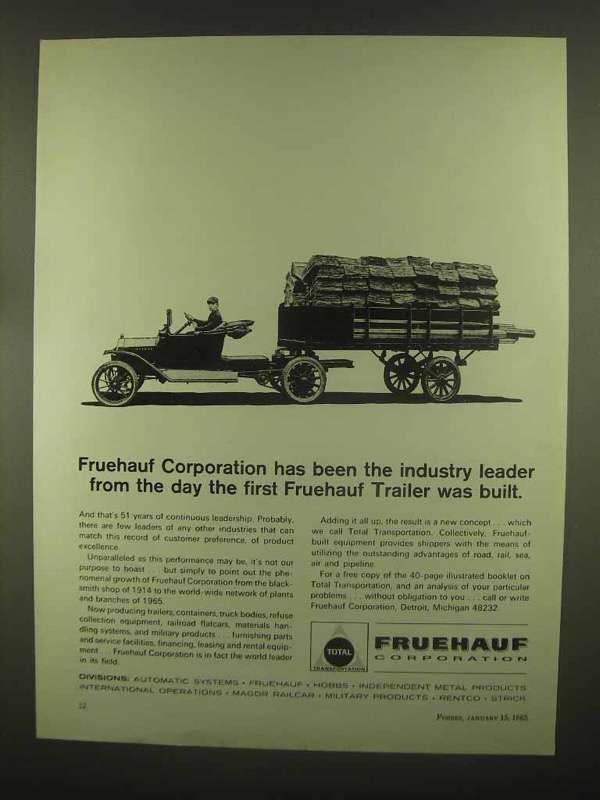 Fruehauf Corporation has been the industry leader
from the day the first Fruehauf Trailer was built.
And that's 51 years of continuous leadership. Probably,
there are few leaders of any other industries that can
match this record of customer preference, of product
excellence.
Unparalleled as this performance may be, it's not our
purpose to boast . . . but simply to point out the phe-
nomenal growth of Fruehauf Corporation from the black-
smith shop of 1914 to the world-wide network of plants
and branches of 1965.
Now producing trailers, containers, truck bodies, refuse
collection equipment, railroad flatcars, materials han-
dling systems, and military products . . . furnishing parts
and service facilities, financing, leasing and rental equip-
ment . . . Fruehauf Corporation is in fact the world leader
in its field.
Adding it all up, the result is a new concept . . . which
we call Total Transportation. Collectively, Fruehauf-
built equipment provides shippers with the means of
utilizing the outstanding advantages of road, rail, sea,
air and pipeline.
For a free copy of the 40-page illustrated booklet on
Total Transportation, and an analysis of your particular
problems . . . without obligation to you . . . call or write
Fruehauf Corporation, Detroit, Michigan 48232.
TOTAL
TRANSPORTATION
FRUEHAUF
CORPORATION
DIVISIONS: AUTOMATIC SYSTEMS • FRUEHAUF • HOBBS • INDEPENDENT METAL PRODUCTS
INTERNATIONAL OPERATIONS • MAGOR RAILCAR • MILITARY PRODUCTS • RENTCO • STRICK
12
FORBES, JANUARY 15, 1965